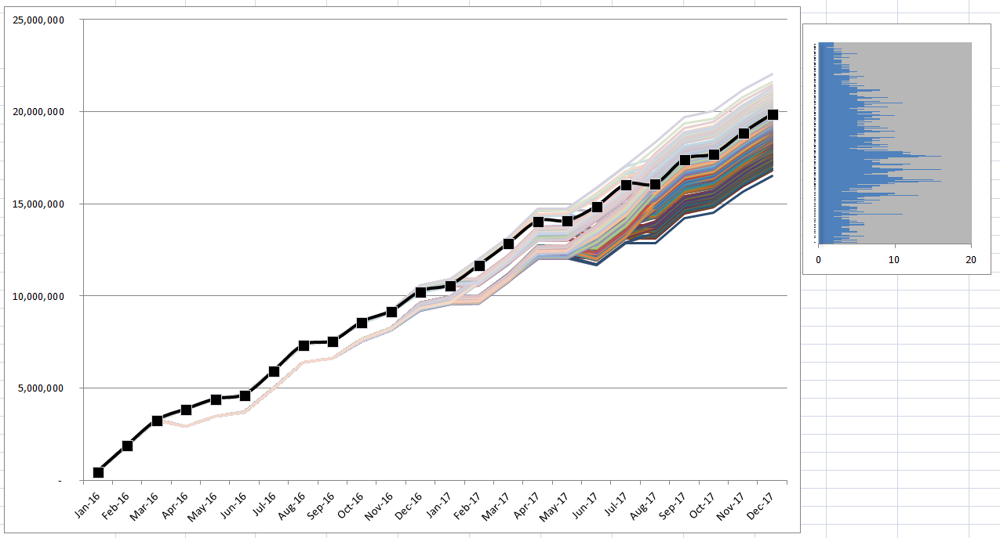 25,000,000
20,000,000
15,000,000
10,000,000
5,000,000
-
Jan-16
Feb-16
Mar-16
Apr-16
May-16
Jun-16
Jul-16
Aug-16
Sep-16
Oct-16
Nov-16
Dec-16
Jan-17
Feb-17
Mar-17
Apr-17
May-17
Jun-17
Jul-17
Aug-17
Sep-17
Oct-17
Nov-17
Dec-17
0 10 20